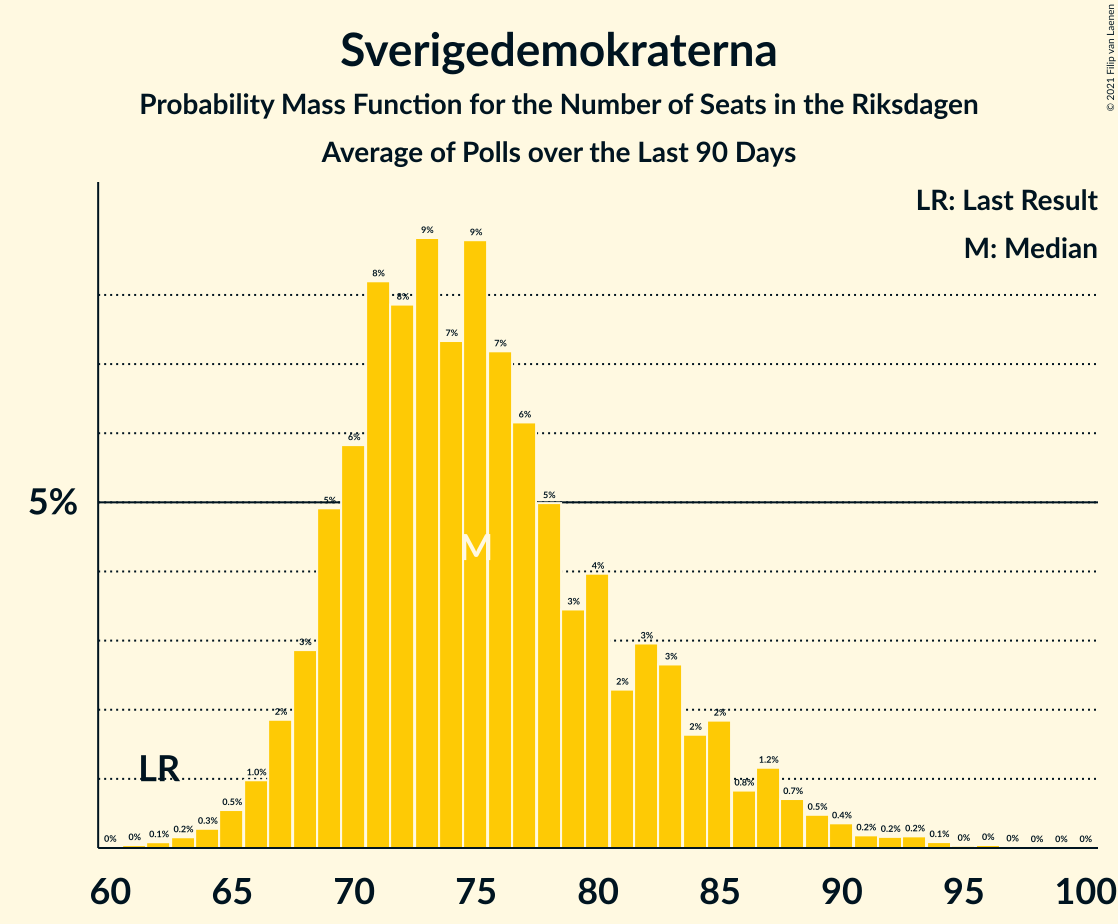 Sverigedemokraterna
Probability Mass Function for the Number of Seats in the Riksdagen
Average of Polls over the Last 90 Days
© 2021 Filip van Laenen
LR: Last Result
M: Median
5%
LR
M
0% 0% 0.1% 0.2% 0.3% 0.5% 1.0% 2% 3% 5% 6% 8% 8% 9% 7% 9% 7% 6% 5% 3% 4% 2% 3% 3% 2% 2% 0.8% 1.2% 0.7% 0.5% 0.4% 0.2% 0.2% 0.2% 0.1% 0% 0% 0% 0% 0% 0%
60 65 70 75 80 85 90 95 100